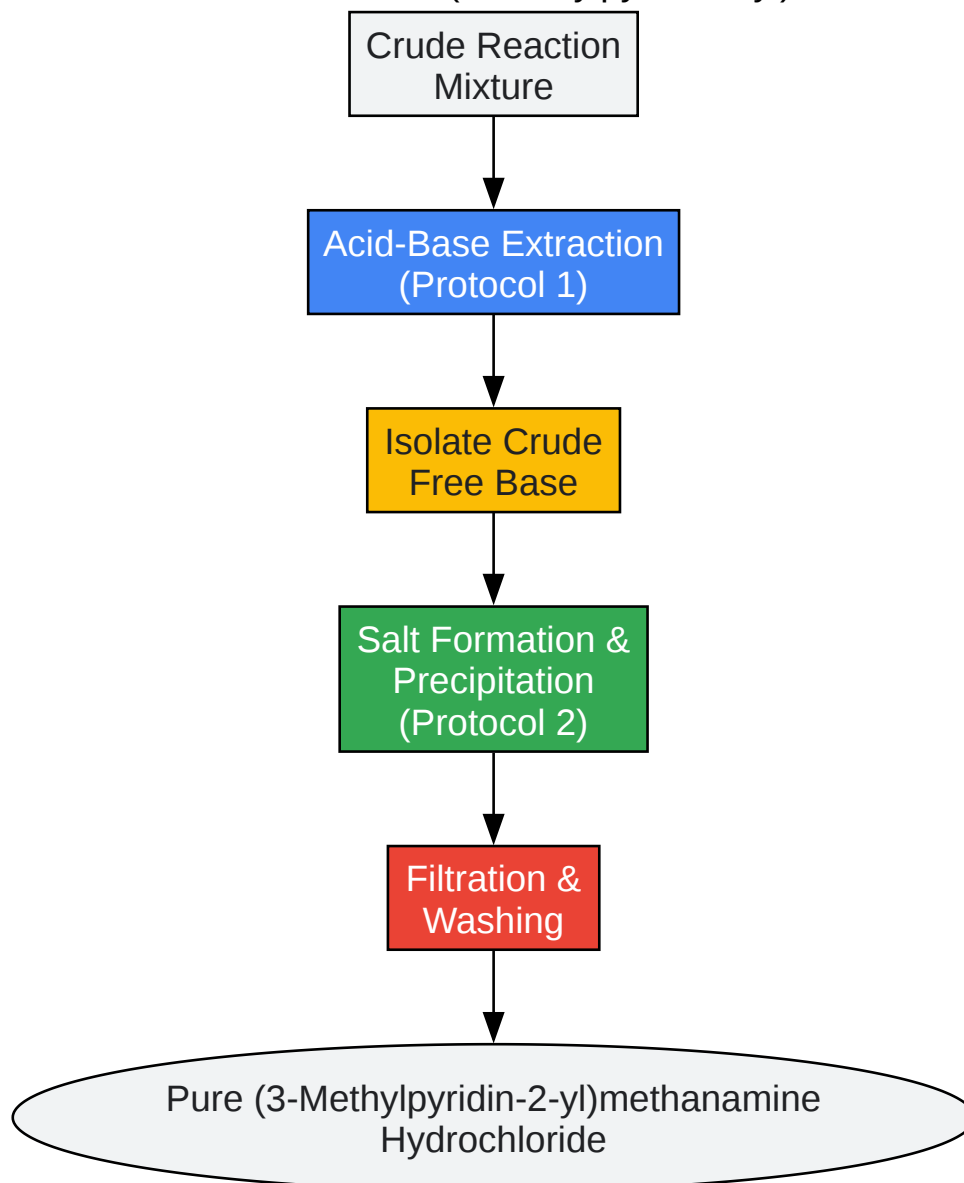 Crude Reaction
Mixture
Acid-Base Extraction
(Protocol 1)
Isolate Crude
Free Base
Salt Formation &
Precipitation
(Protocol 2)
Filtration &
Washing
Pure (3-Methylpyridin-2-yl)methanamine
Hydrochloride